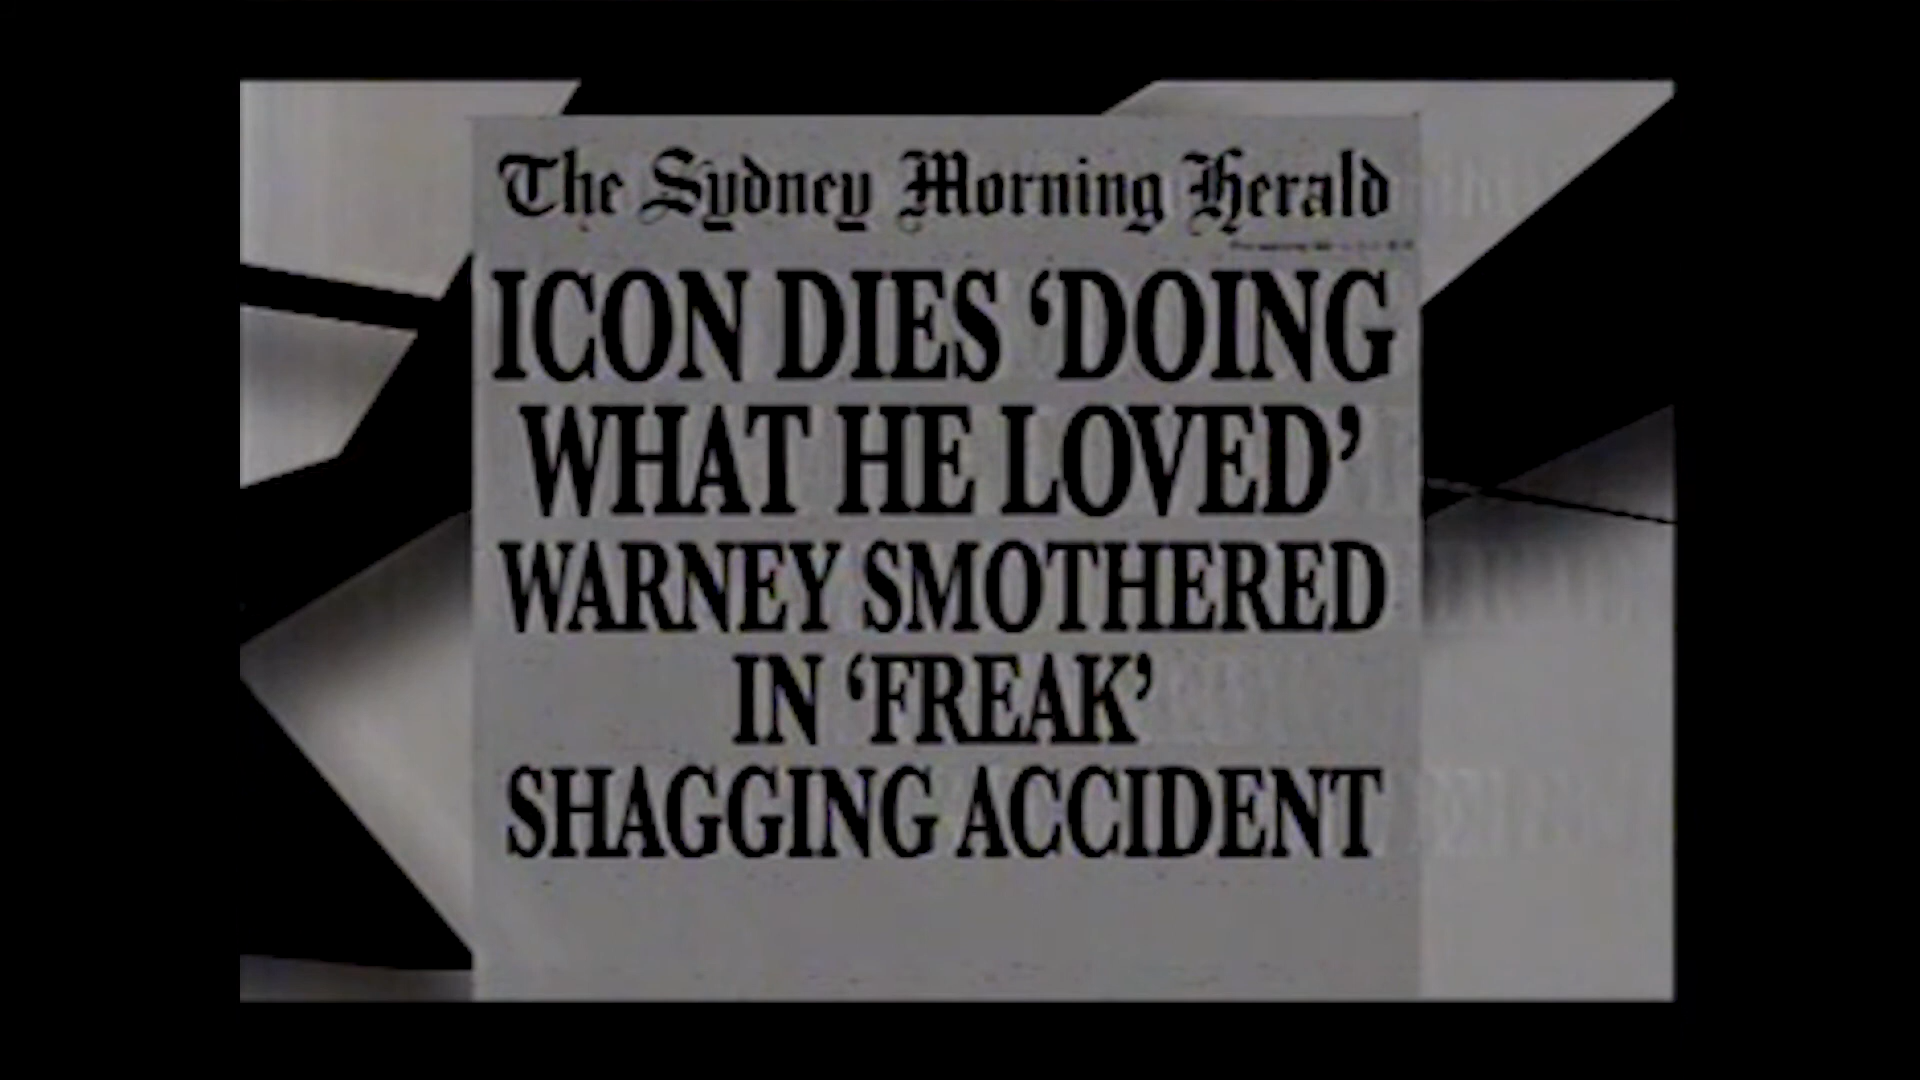 The Sydney Morning Herald
ICON DIES ‘DOING
WHAT HE LOVED’
WARNEY SMOTHERED
IN ‘FREAK’
SHAGGING ACCIDENT